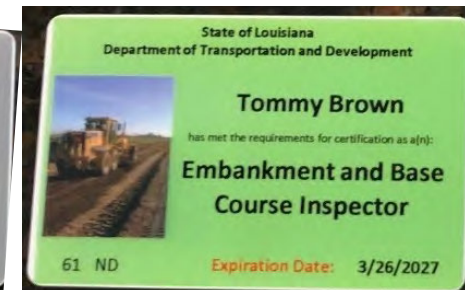 State of Louisiana
Department of Transportation and Development
Tommy Brown
has met the requirements for certification as a(n):
Embankment and Base
Course Inspector
61 ND Expiration Date: 3/26/2027